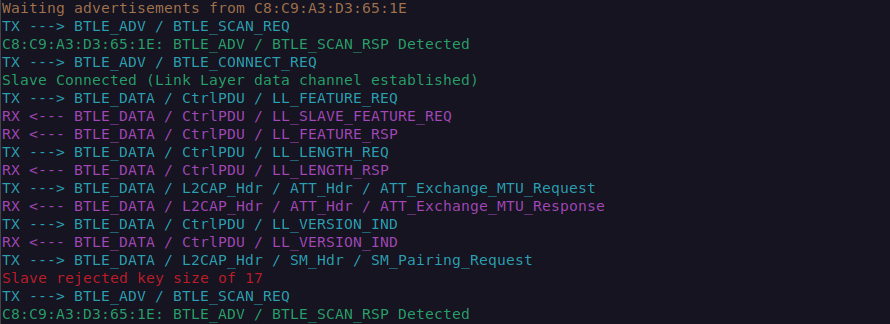 Waiting advertisements from C8:C9:A3:D3:65:1E
TX ---> BTLE_ADV / BTLE_SCAN_REQ
C8:C9:A3:D3:65:1E: BTLE_ADV / BTLE_SCAN_RSP Detected
TX ---> BTLE_ADV / BTLE_CONNECT_REQ
Slave Connected (Link Layer data channel established)
TX ---> BTLE_DATA / CtrlPDU / LL_FEATURE_REQ
RX <--- BTLE_DATA / CtrlPDU / LL_SLAVE_FEATURE_REQ
RX <--- BTLE_DATA / CtrlPDU / LL_FEATURE_RSP
TX ---> BTLE_DATA / CtrlPDU / LL_LENGTH_REQ
RX <--- BTLE_DATA / CtrlPDU / LL_LENGTH_RSP
TX ---> BTLE_DATA / L2CAP_Hdr / ATT_Hdr / ATT_Exchange_MTU_Request
RX <--- BTLE_DATA / L2CAP_Hdr / ATT_Hdr / ATT_Exchange_MTU_Response
TX ---> BTLE_DATA / CtrlPDU / LL_VERSION_IND
RX <--- BTLE_DATA / CtrlPDU / LL_VERSION_IND
TX ---> BTLE_DATA / L2CAP_Hdr / SM_Hdr / SM_Pairing_Request
Slave rejected key size of 17
TX ---> BTLE_ADV / BTLE_SCAN_REQ
C8:C9:A3:D3:65:1E: BTLE_ADV / BTLE_SCAN_RSP Detected